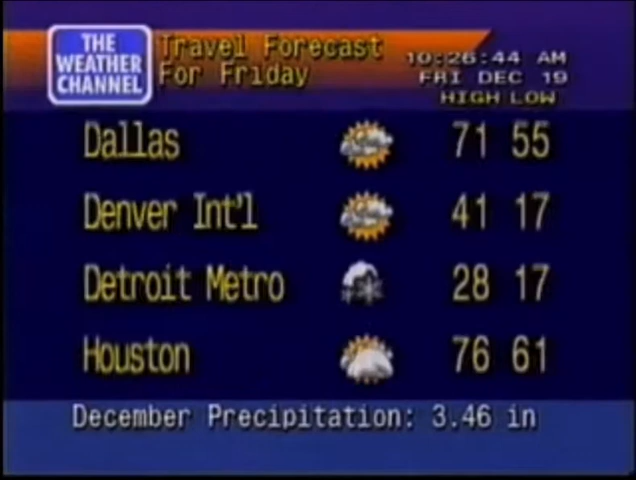 THE
WEATHER
CHANNEL
Travel Forecast
For Friday
10:26:44 AM
FRI DEC 19
HIGH LOW
Dallas 71 55
Denver Int'l 41 17
Detroit Metro 28 17
Houston 76 61
December Precipitation: 3.46 in